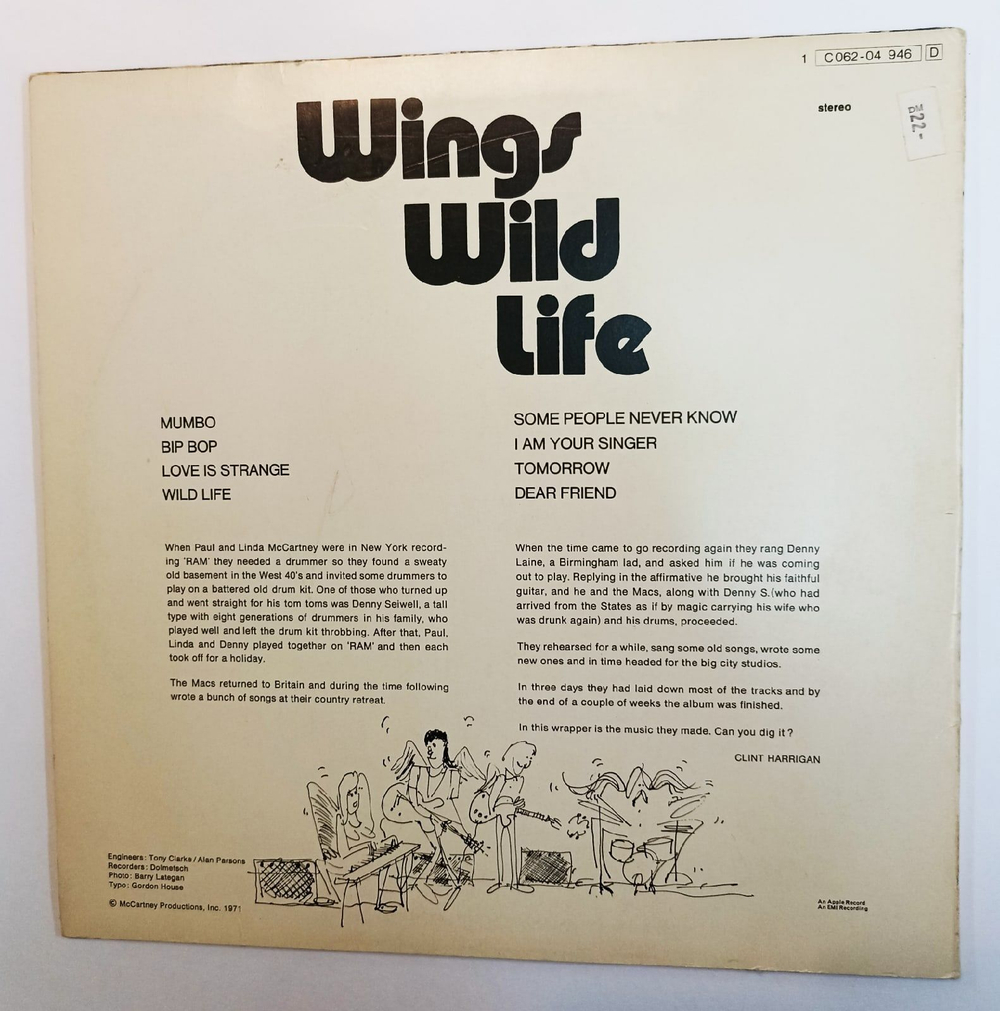 1 C062-04 946 D
stereo
22.-
Wings
Wild
Life
MUMBO
BIP BOP
LOVE IS STRANGE
WILD LIFE
SOME PEOPLE NEVER KNOW
I AM YOUR SINGER
TOMORROW
DEAR FRIEND
When Paul and Linda McCartney were in New York record-
ing 'RAM' they needed a drummer so they found a sweaty
old basement in the West 40's and invited some drummers to
play on a battered old drum kit. One of those who turned up
and went straight for his tom toms was Denny Seiwell, a tall
type with eight generations of drummers in his family, who
played well and left the drum kit throbbing. After that, Paul,
Linda and Denny played together on 'RAM' and then each
took off for a holiday.
The Macs returned to Britain and during the time following
wrote a bunch of songs at their country retreat.
When the time came to go recording again they rang Denny
Laine, a Birmingham lad, and asked him if he was coming
out to play. Replying in the affirmative he brought his faithful
guitar, and he and the Macs, along with Denny S.(who had
arrived from the States as if by magic carrying his wife who
was drunk again) and his drums, proceeded.
They rehearsed for a while, sang some old songs, wrote some
new ones and in time headed for the big city studios.
In three days they had laid down most of the tracks and by
the end of a couple of weeks the album was finished.
In this wrapper is the music they made. Can you dig it?
CLINT HARRIGAN
Engineers: Tony Clarke/Alan Parsons
Recorders: Dolmetsch
Photo: Barry Lategan
Typo: Gordon House
© McCartney Productions, Inc. 1971
An Apple Record
An EMI Recording